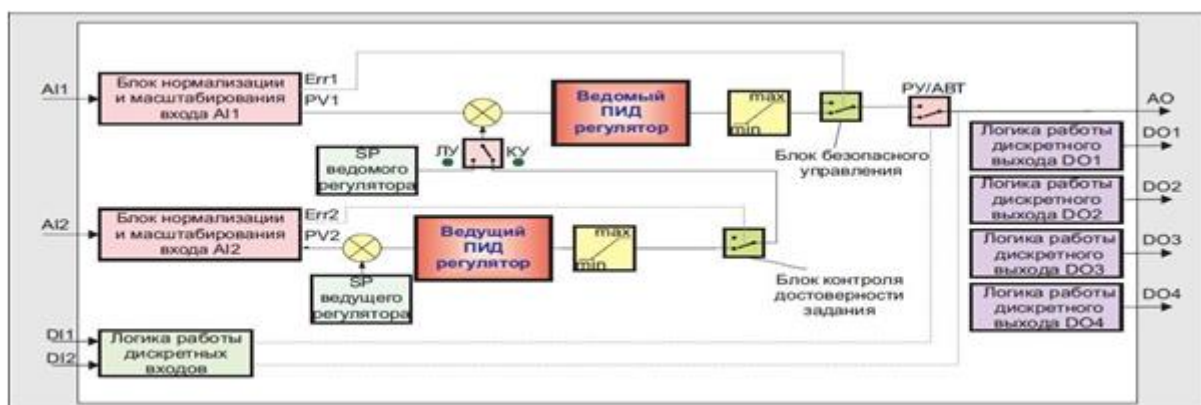 AI1
Блок нормализации
и масштабирования
входа AI1
Err1
PV1
Ведомый
ПИД
регулятор
max
min
РУ/АВТ
AO
Блок безопасного
управления
ЛУ
КУ
SP
ведомого
регулятора
AI2
Блок нормализации
и масштабирования
входа AI2
Err2
PV2
Ведущий
ПИД
регулятор
max
min
SP
ведущего
регулятора
Блок контроля
достоверности
задания
DI1
DI2
Логика работы
дискретных
входов
Логика работы
дискретного
выхода DO1
DO1
Логика работы
дискретного
выхода DO2
DO2
Логика работы
дискретного
выхода DO3
DO3
Логика работы
дискретного
выхода DO4
DO4